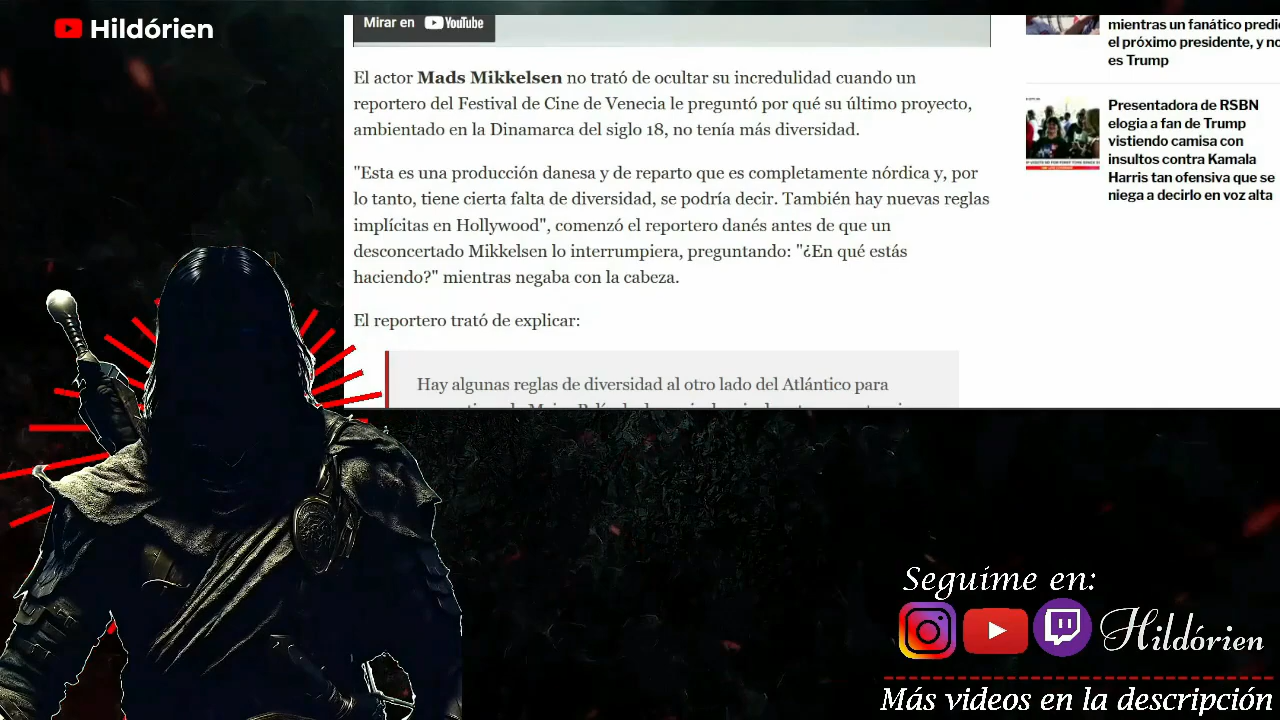 Hildórien
Mirar en YouTube
El actor Mads Mikkelsen no trató de ocultar su incredulidad cuando un
reportero del Festival de Cine de Venecia le preguntó por qué su último proyecto,
ambientado en la Dinamarca del siglo 18, no tenía más diversidad.
es una producción danesa y de reparto que es completamente nórdica y, por
lo tanto, tiene cierta falta de diversidad, se podría decir. También hay nuevas reglas
implícitas en Hollywood", comenzó el reportero danés antes de que un
desconcertado Mikkelsen lo interrumpiera, preguntando: "¿En qué estás
haciendo?" mientras negaba con la cabeza.
El reportero trató de explicar:
Hay algunas reglas de diversidad al otro lado del Atlántico para
mientras un fanático predic
el próximo presidente, y no
es Trump
Presentadora de RSBN
elogia a fan de Trump
vistiendo camisa con
insultos contra Kamala
Harris tan ofensiva que se
niega a decirlo en voz alta
Seguíme en:
Hildórien
Más videos en la descripción